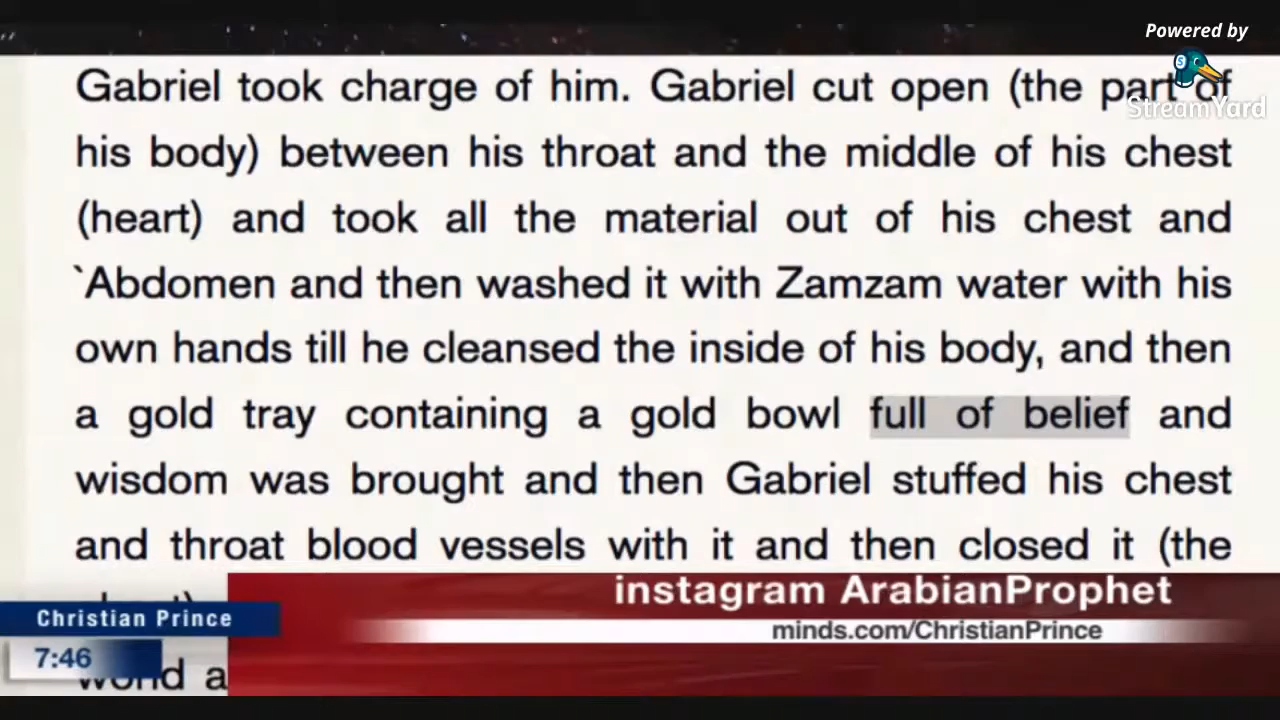 Powered by
StreamYard
Gabriel took charge of him. Gabriel cut open (the part of
his body) between his throat and the middle of his chest
(heart) and took all the material out of his chest and
`Abdomen and then washed it with Zamzam water with his
own hands till he cleansed the inside of his body, and then
a gold tray containing a gold bowl full of belief and
wisdom was brought and then Gabriel stuffed his chest
and throat blood vessels with it and then closed it (the
instagram ArabianProphet
Christian Prince
minds.com/ChristianPrince
7:46
world a